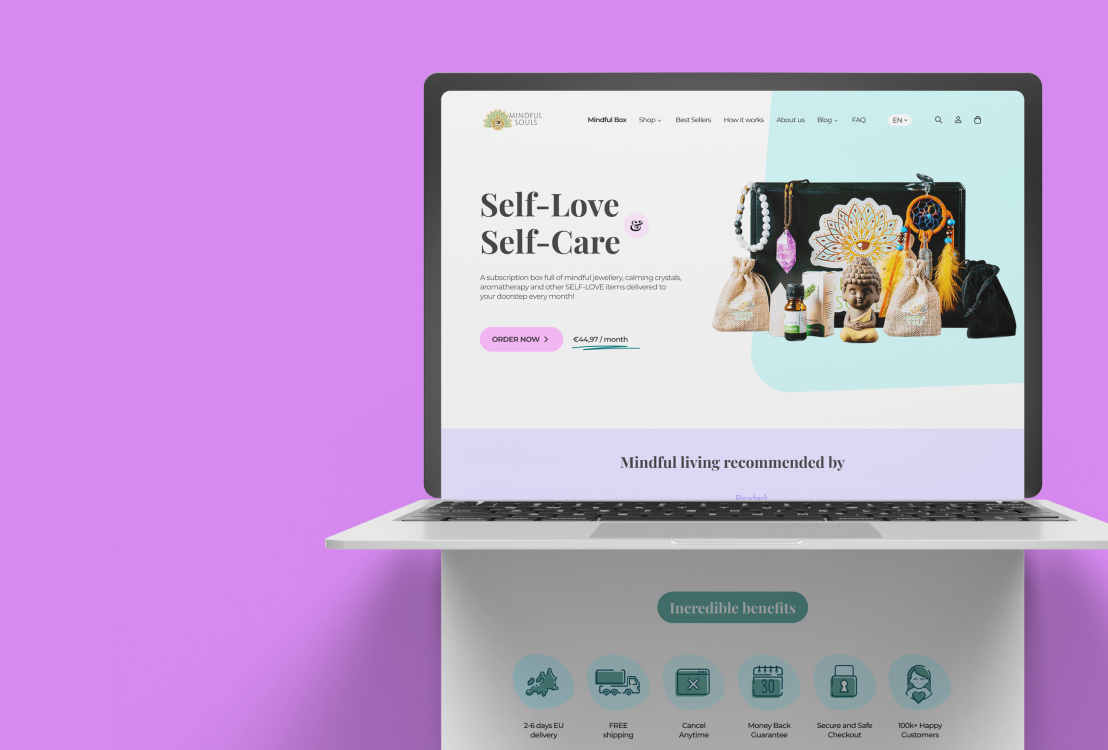 MINDFUL
SOULS
Mindful Box Shop Best Sellers How it works About us Blog FAQ EN
Self-Love
&
Self-Care
A subscription box full of mindful jewellery, calming crystals,
aromatherapy and other SELF-LOVE items delivered to
your doorstep every month!
ORDER NOW €44,97 / month
Mindful living recommended by
Incredible benefits
30
2-6 days EU
delivery
FREE
shipping
Cancel
Anytime
Money Back
Guarantee
Secure and Safe
Checkout
100k+ Happy
Customers